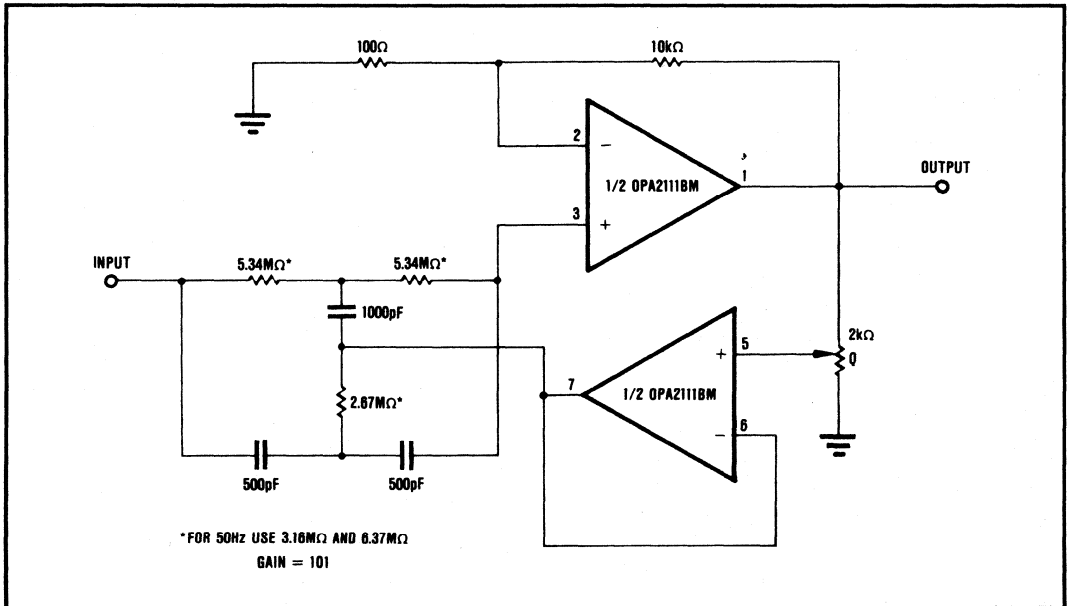 100Ω
10kΩ
2
−
1/2 OPA2111BM
1
OUTPUT
3
+
INPUT
5.34MΩ*
5.34MΩ*
1000pF
2kΩ
Q
+
5
7
1/2 OPA2111BM
2.67MΩ*
−
6
500pF
500pF
*FOR 50Hz USE 3.16MΩ AND 6.37MΩ
GAIN = 101